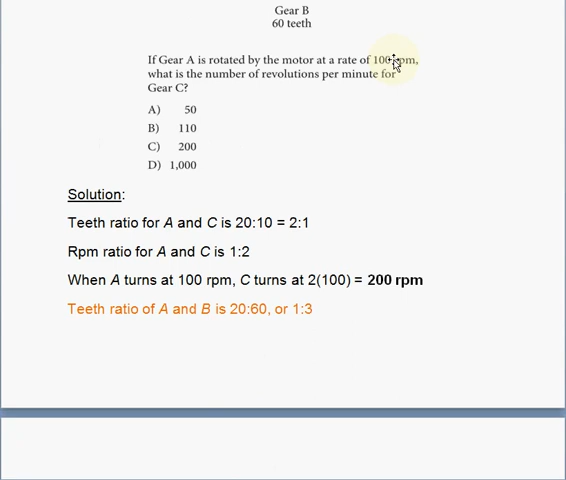 Gear B
60 teeth
If Gear A is rotated by the motor at a rate of 100 rpm,
what is the number of revolutions per minute for
Gear C?
A) 50
B) 110
C) 200
D) 1,000
Solution:
Teeth ratio for A and C is 20:10 = 2:1
Rpm ratio for A and C is 1:2
When A turns at 100 rpm, C turns at 2(100) = 200 rpm
Teeth ratio of A and B is 20:60, or 1:3